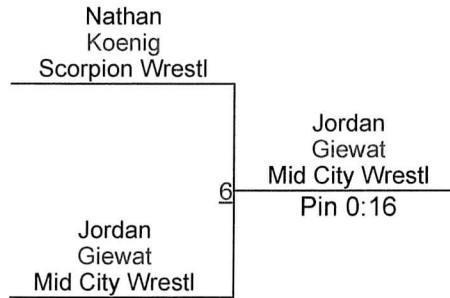 Nathan
Koenig
Scorpion Wrestl
Jordan
Giewat
Mid City Wrestl
6
Pin 0:16
Jordan
Giewat
Mid City Wrestl